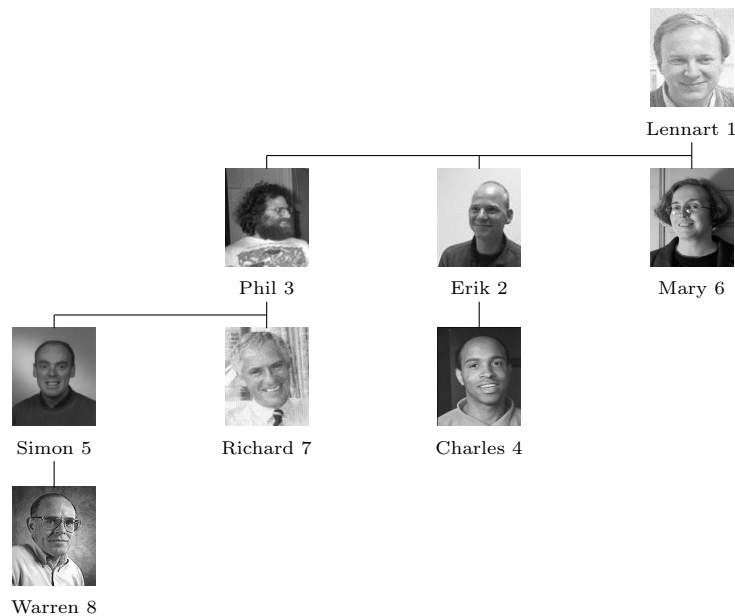 Lennart 1
Phil 3
Erik 2
Mary 6
Simon 5
Richard 7
Charles 4
Warren 8